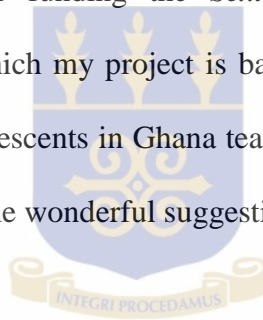 funding the
hich my project is ba
escents in Ghana tea
e wonderful suggesti
INTEGRI PROCEDAMUS